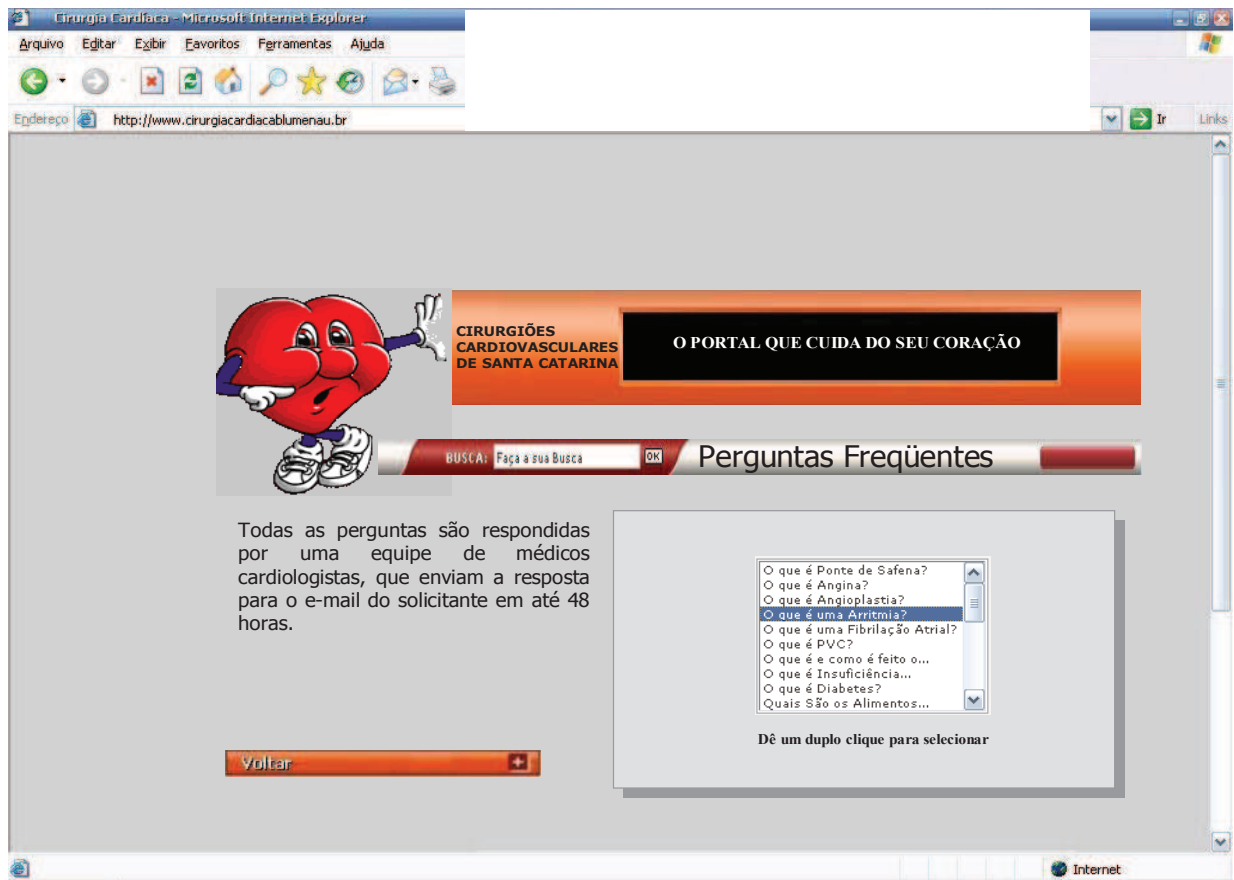 Cirurgia Cardíaca - Microsoft Internet Explorer
Arquivo Editar Exibir Favoritos Ferramentas Ajuda
Endereço http://www.cirurgiacardiacablumenau.br Ir Links
CIRURGIÕES
CARDIOVASCULARES
DE SANTA CATARINA
O PORTAL QUE CUIDA DO SEU CORAÇÃO
BUSCA: Faça a sua Busca OK Perguntas Freqüentes
Todas as perguntas são respondidas
por uma equipe de médicos
cardiologistas, que enviam a resposta
para o e-mail do solicitante em até 48
horas.
O que é Ponte de Safena?
O que é Angina?
O que é Angioplastia?
O que é uma Arritmia?
O que é uma Fibrilação Atrial?
O que é PVC?
O que é e como é feito o...
O que é Insuficiência...
O que é Diabetes?
Quais São os Alimentos...
Dê um duplo clique para selecionar
Voltar
Internet